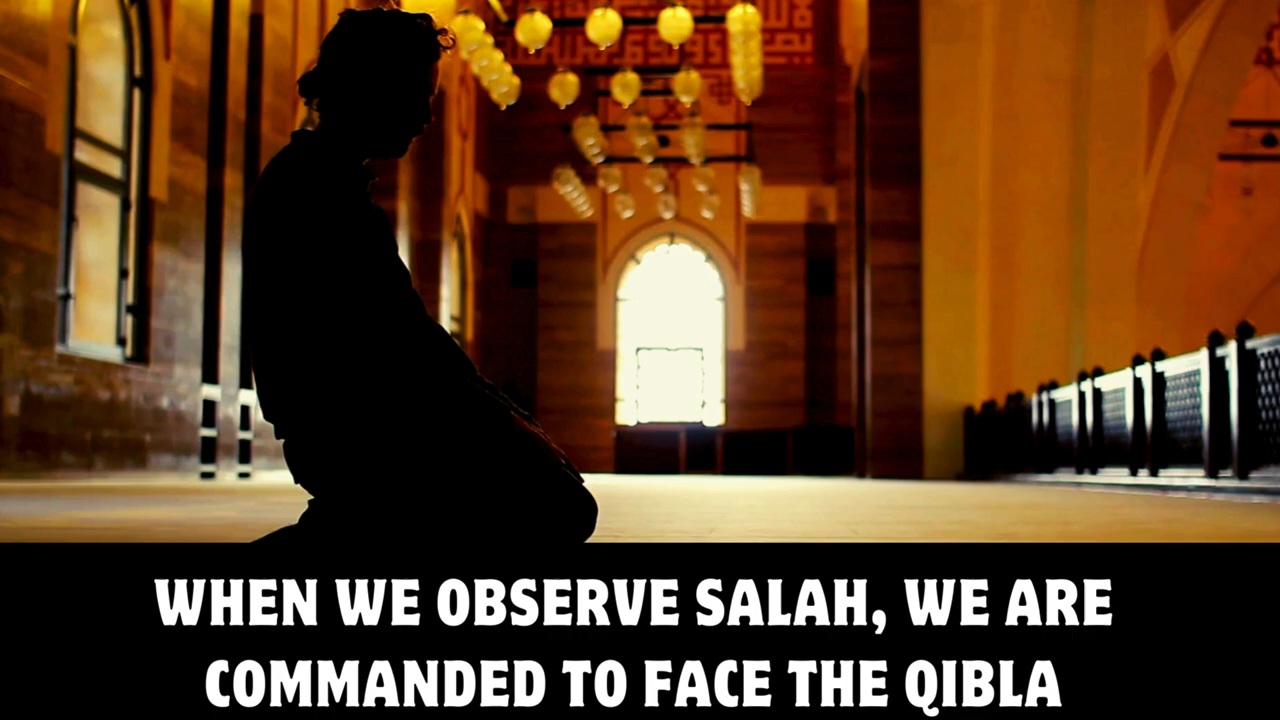 WHEN WE OBSERVE SALAH, WE ARE
COMMANDED TO FACE THE QIBLA